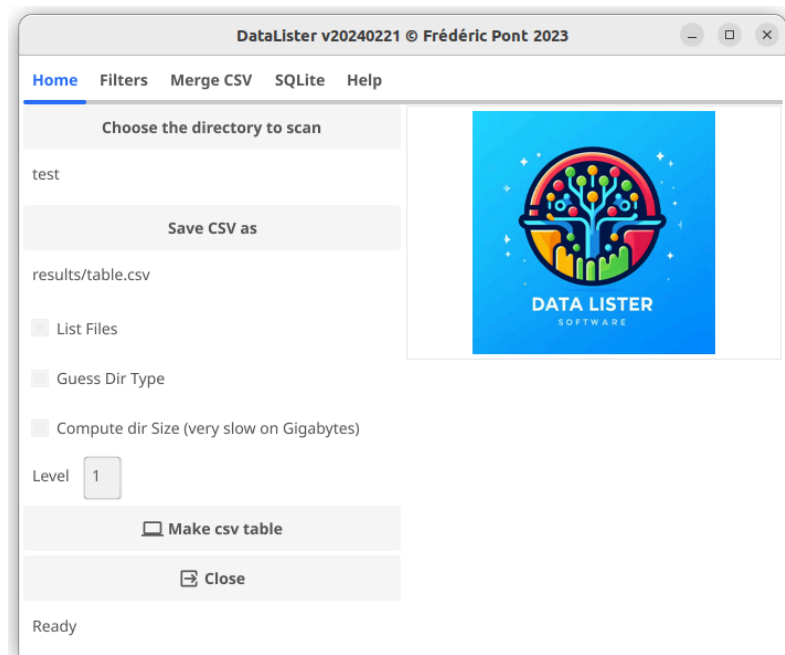 DataLister v20240221 © Frédéric Pont 2023
Home Filters Merge CSV SQLite Help
Choose the directory to scan
test
Save CSV as
results/table.csv
List Files
Guess Dir Type
Compute dir Size (very slow on Gigabytes)
Level 1
Make csv table
Close
Ready
DATA LISTER
SOFTWARE